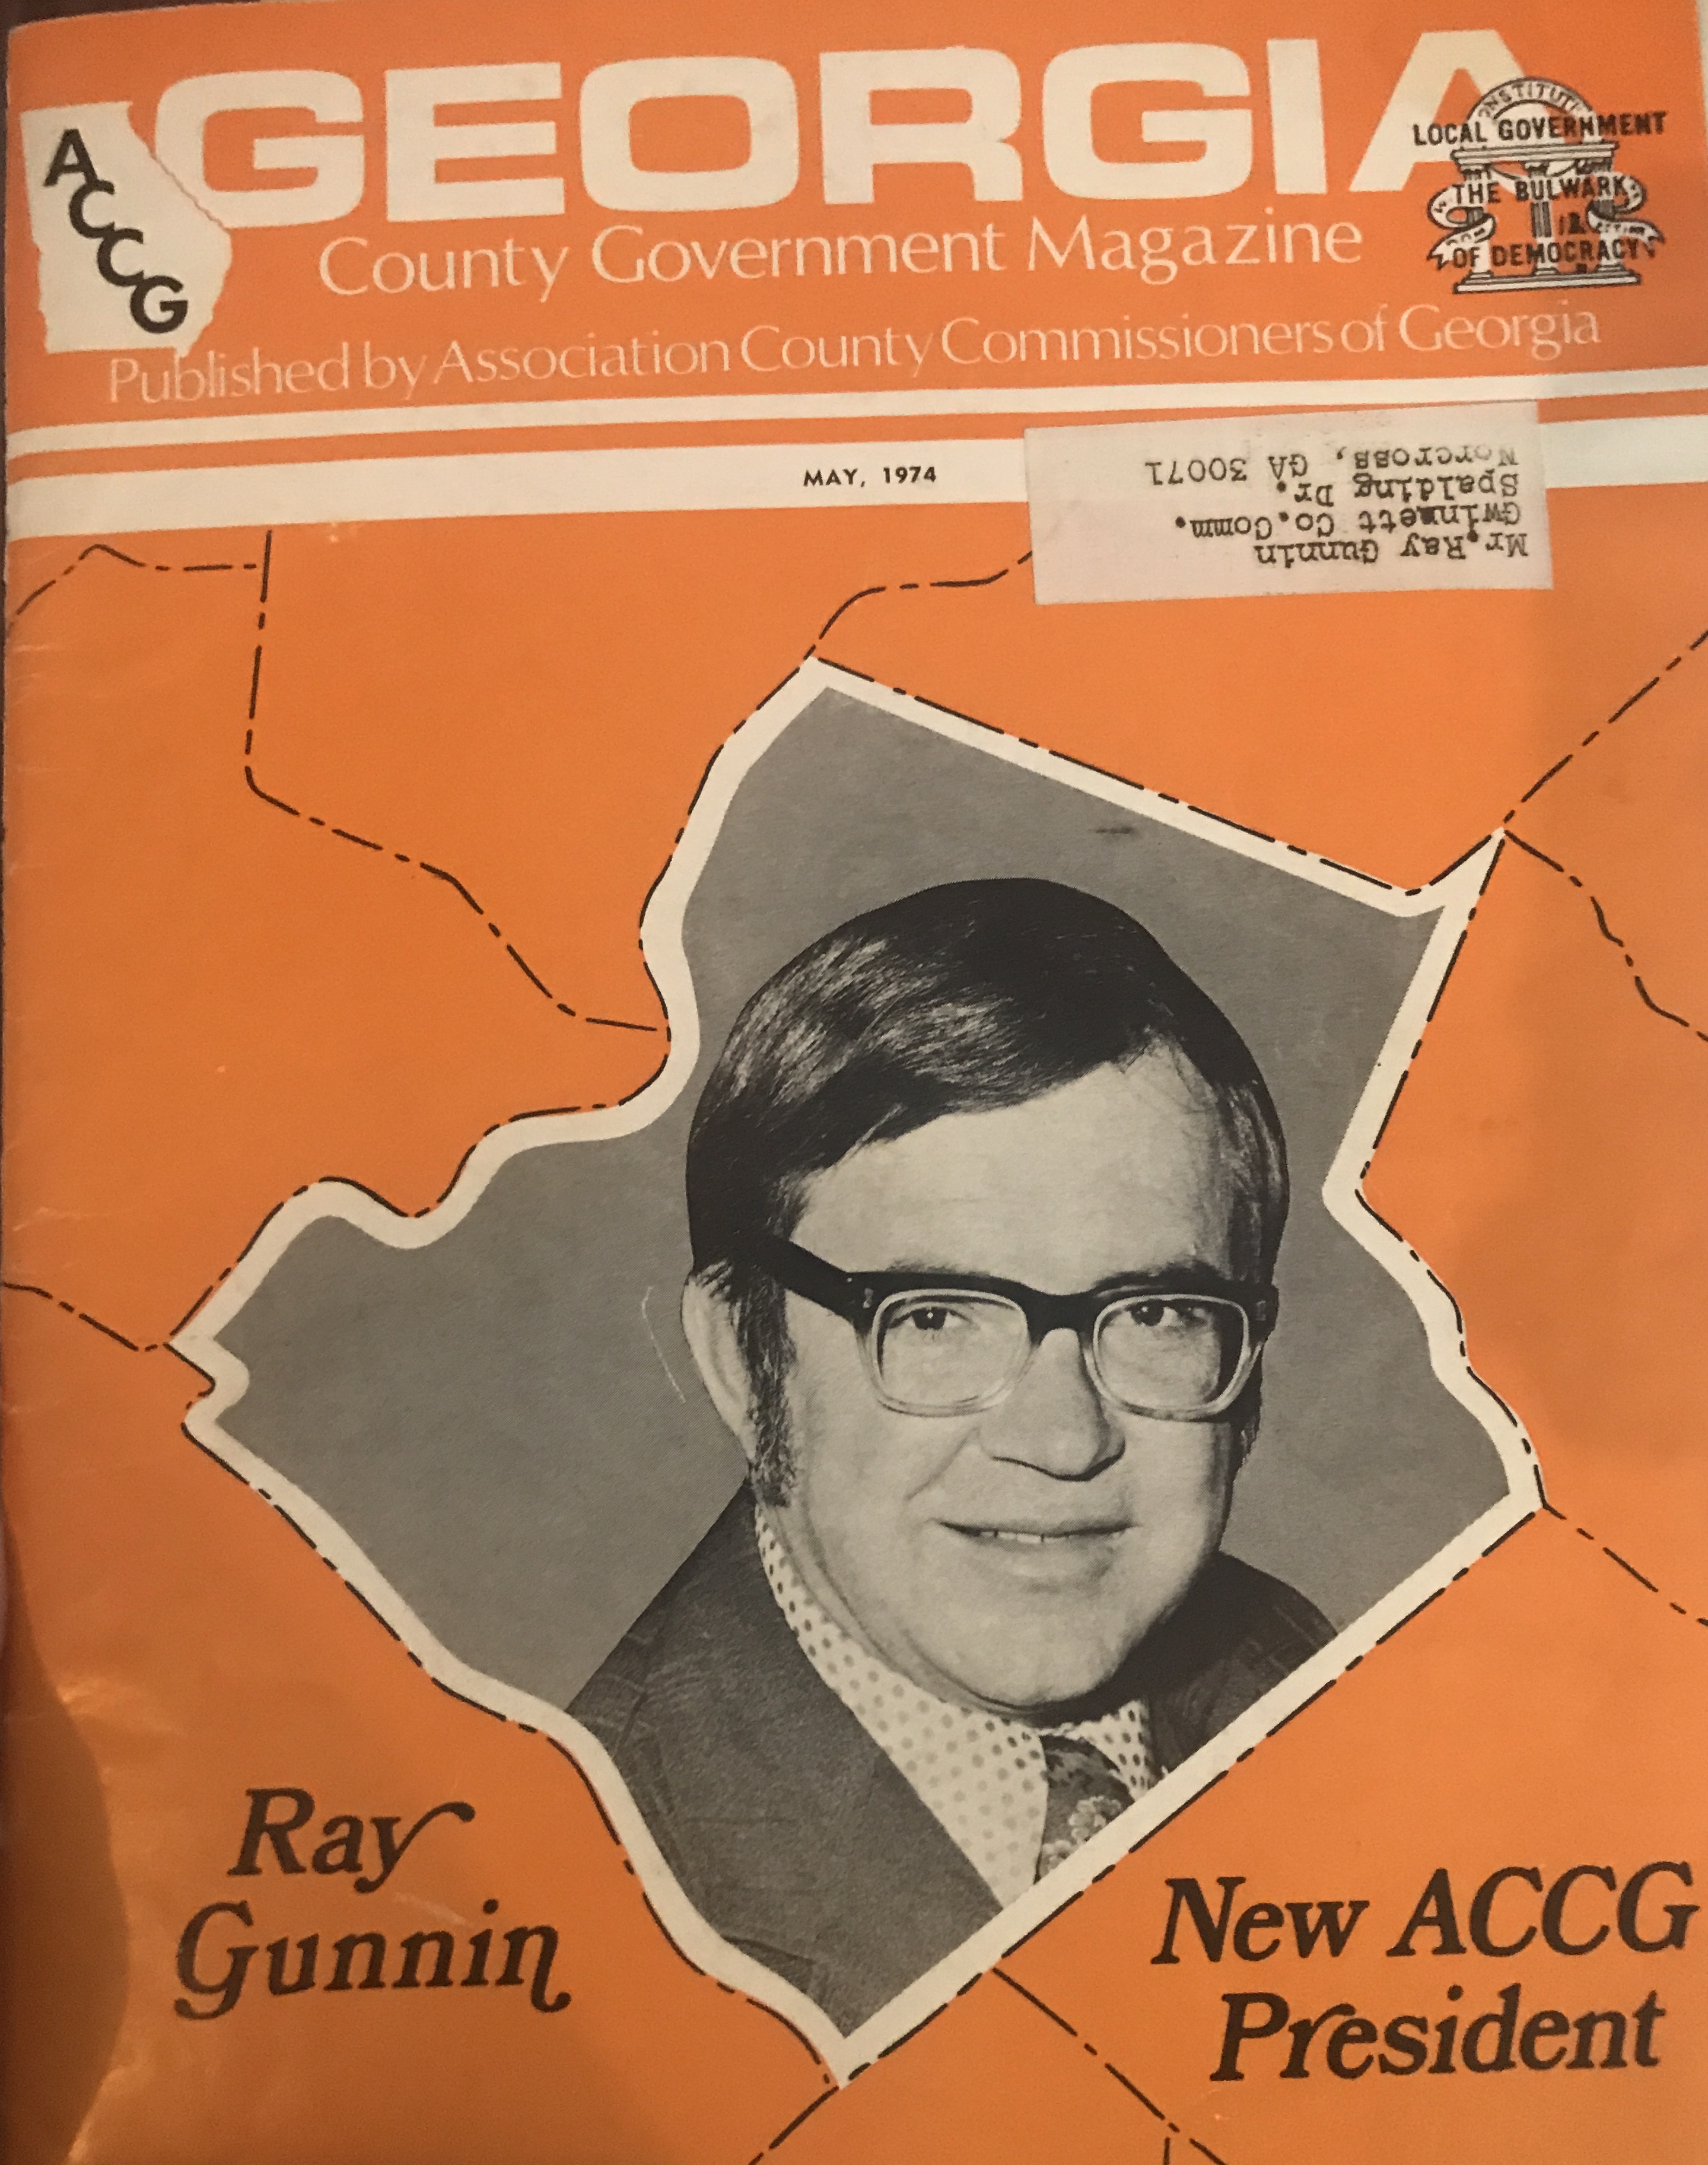 GEORGIA
ACCG
County Government Magazine
Published by Association County Commissioners of Georgia
LOCAL GOVERNMENT
THE BULWARK
OF DEMOCRACY
MAY, 1974
Mr.Ray Gunnin
Gwinnett Co.Comm.
Spalding Dr.
Norcross, GA 30071
Ray
Gunnin
New ACCG
President